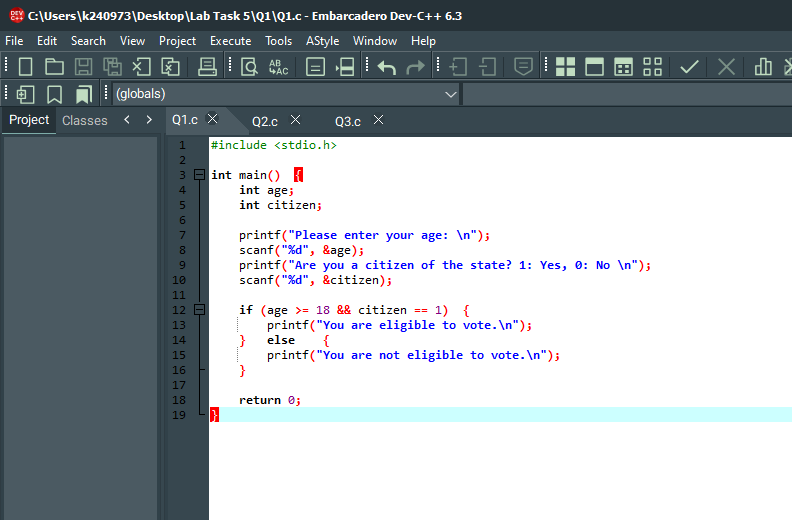 C:\Users\k240973\Desktop\Lab Task 5\Q1\Q1.c - Embarcadero Dev-C++ 6.3
File Edit Search View Project Execute Tools AStyle Window Help
(globals)
Project Classes Q1.c Q2.c Q3.c
1 #include <stdio.h>
2
3 int main() {
4 int age;
5 int citizen;
6
7 printf("Please enter your age: \n");
8 scanf("%d", &age);
9 printf("Are you a citizen of the state? 1: Yes, 0: No \n");
10 scanf("%d", &citizen);
11
12 if (age >= 18 && citizen == 1) {
13 printf("You are eligible to vote.\n");
14 } else {
15 printf("You are not eligible to vote.\n");
16 }
17
18 return 0;
19 }